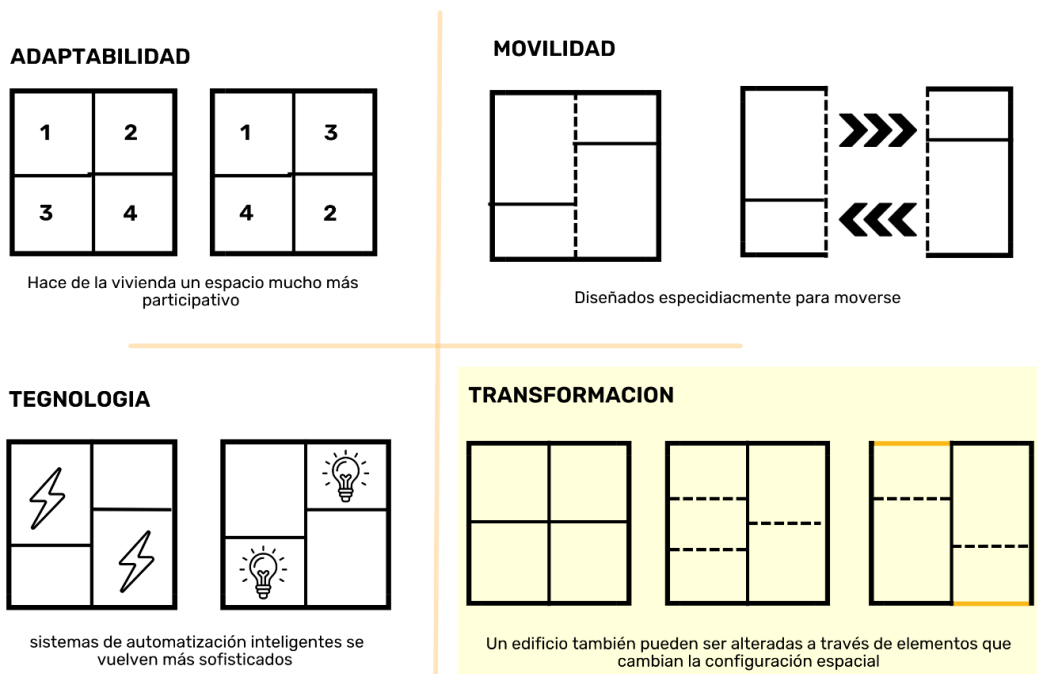 ADAPTABILIDAD
1 2
3 4
1 3
4 2
Hace de la vivienda un espacio mucho más
participativo
MOVILIDAD
Diseñados especidiacmente para moverse
TEGNOLOGIA
sistemas de automatización inteligentes se
vuelven más sofisticados
TRANSFORMACION
Un edificio también pueden ser alteradas a través de elementos que
cambian la configuración espacial